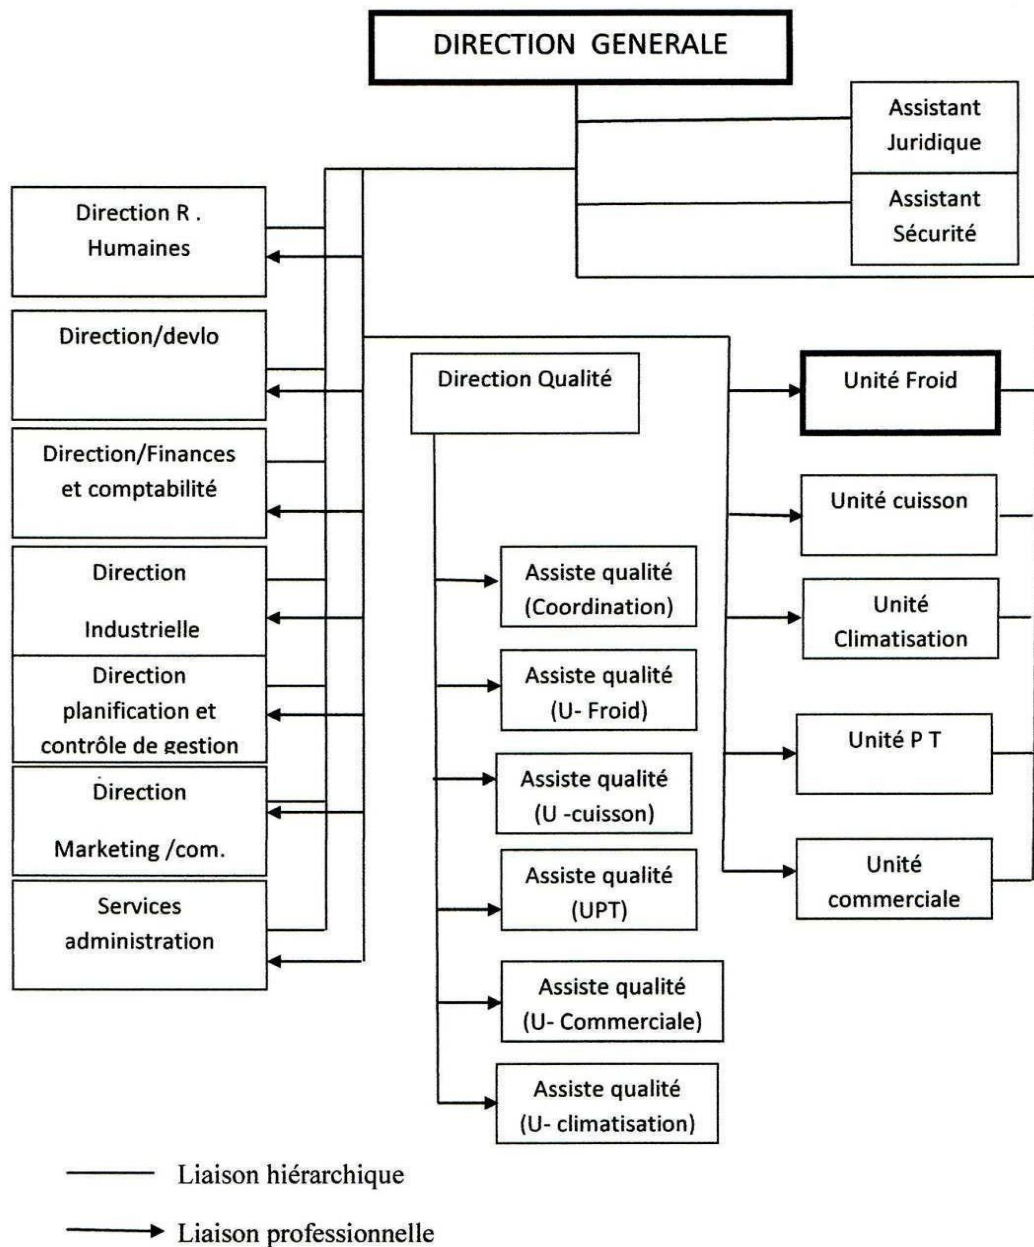 DIRECTION GENERALE
Assistant
Juridique
Assistant
Sécurité
Direction R .
Humaines
Direction/devlo
Direction/Finances
et comptabilité
Direction
Industrielle
Direction
planification et
contrôle de gestion
Direction
Marketing /com.
Services
administration
Direction Qualité
Assiste qualité
(Coordination)
Assiste qualité
(U- Froid)
Assiste qualité
(U -cuisson)
Assiste qualité
(UPT)
Assiste qualité
(U- Commerciale)
Assiste qualité
(U- climatisation)
Unité Froid
Unité cuisson
Unité
Climatisation
Unité P T
Unité
commerciale
Liaison hiérarchique
Liaison professionnelle